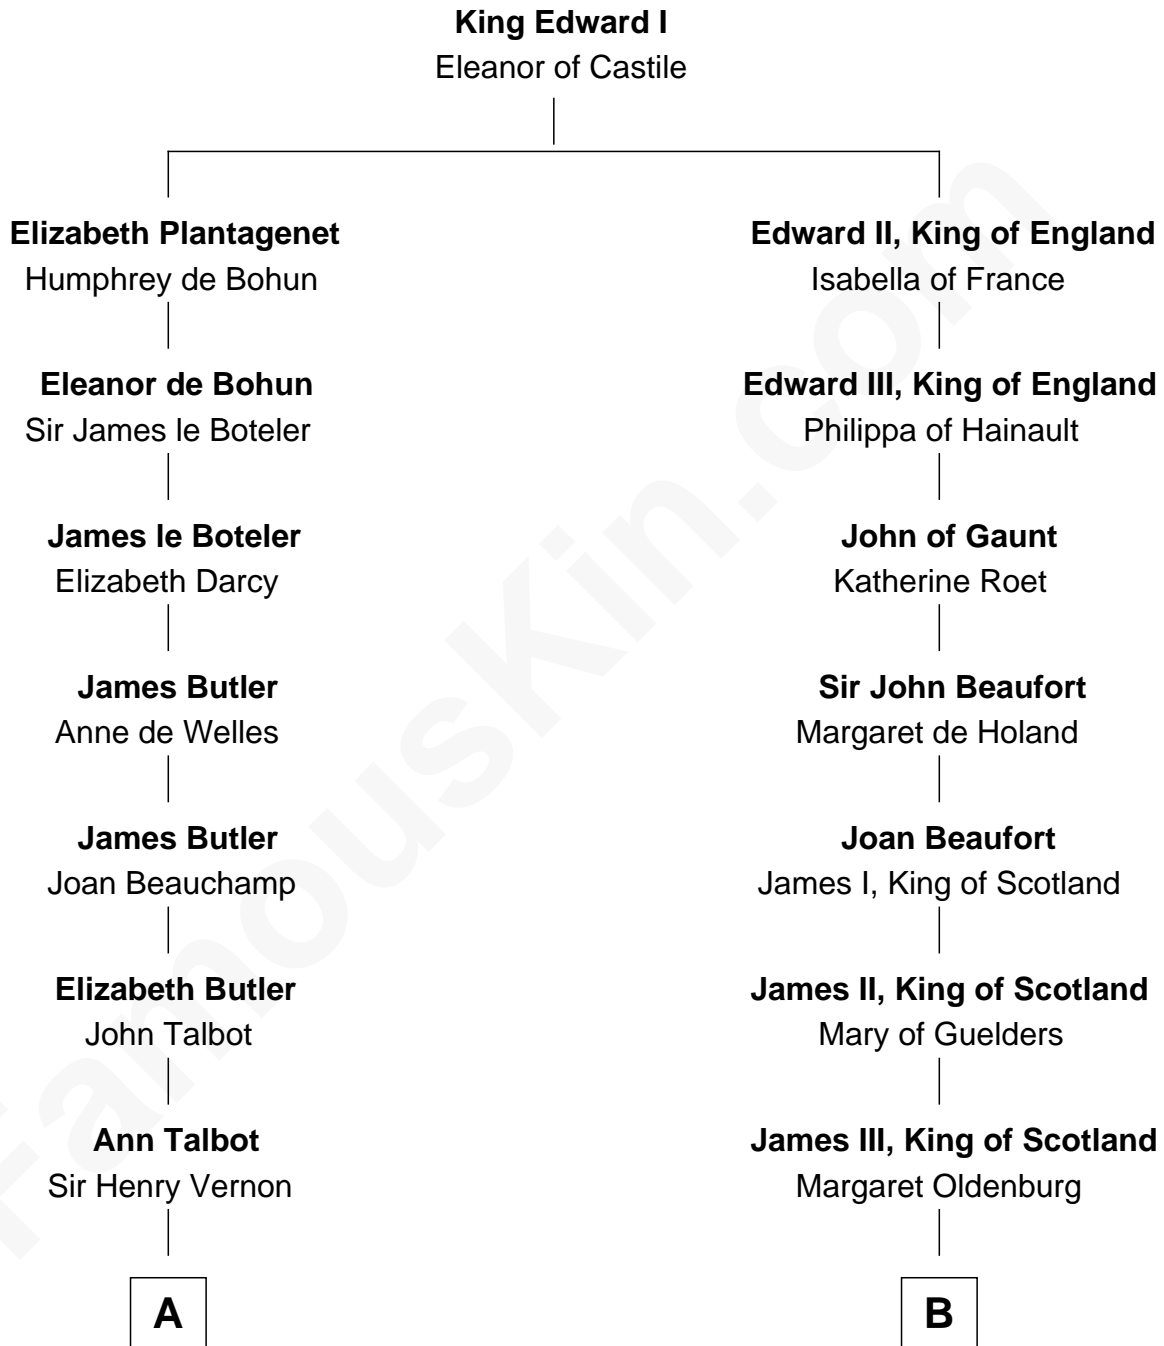 King Edward I
Eleanor of Castile
Elizabeth Plantagenet
Humphrey de Bohun
Edward II, King of England
Isabella of France
Eleanor de Bohun
Sir James le Boteler
Edward III, King of England
Philippa of Hainault
James le Boteler
Elizabeth Darcy
John of Gaunt
Katherine Roet
James Butler
Anne de Welles
Sir John Beaufort
Margaret de Holand
James Butler
Joan Beauchamp
Joan Beaufort
James I, King of Scotland
Elizabeth Butler
John Talbot
James II, King of Scotland
Mary of Guelders
Ann Talbot
Sir Henry Vernon
James III, King of Scotland
Margaret Oldenburg
A
B
FamousKin.com